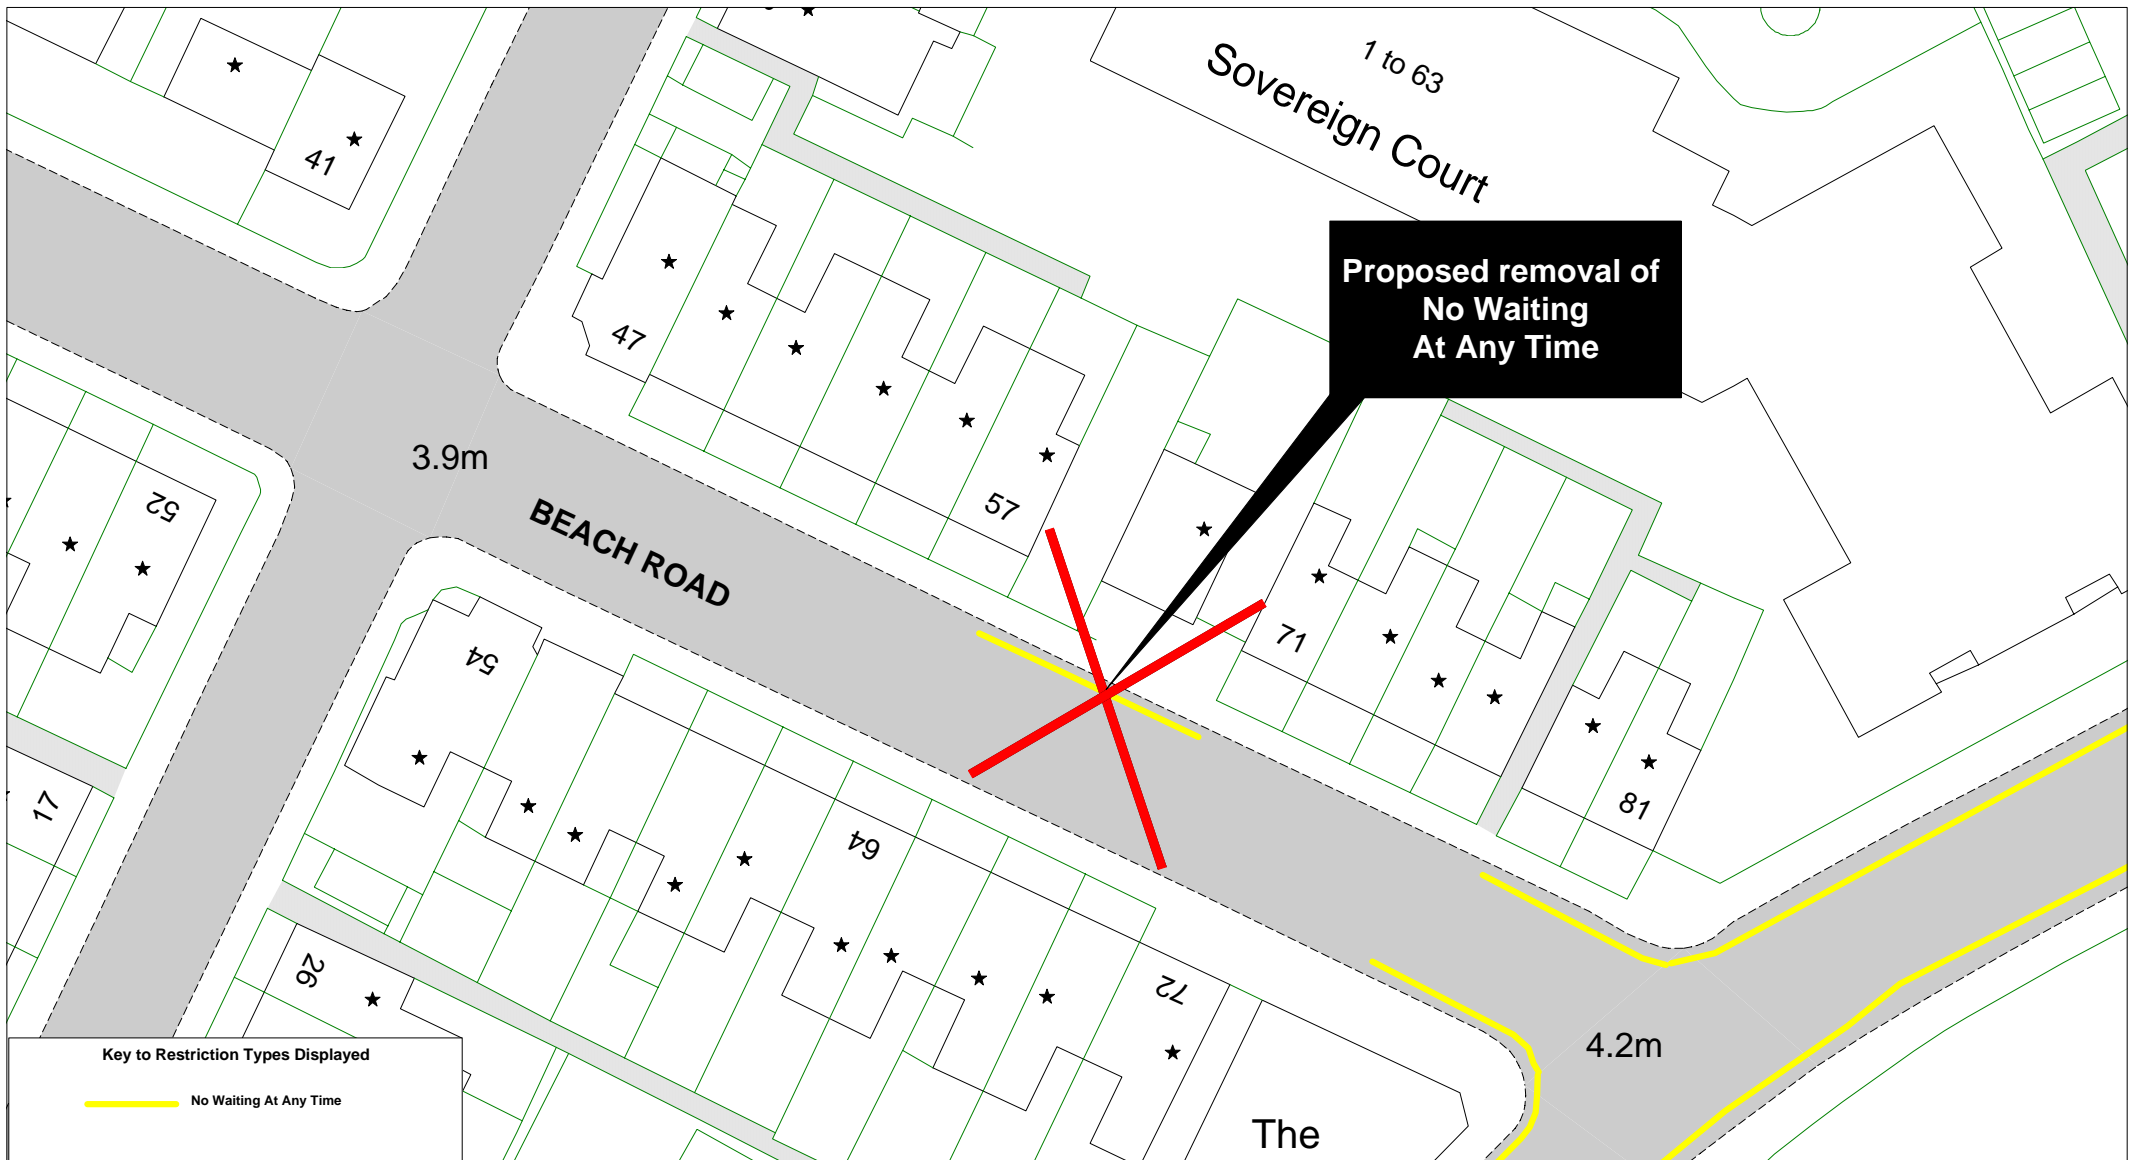 1 to 63
Sovereign Court
41
Proposed removal of
No Waiting
At Any Time
47
3.9m
52
57
BEACH ROAD
54
71
17
81
64
26
72
4.2m
Key to Restriction Types Displayed
No Waiting At Any Time
The